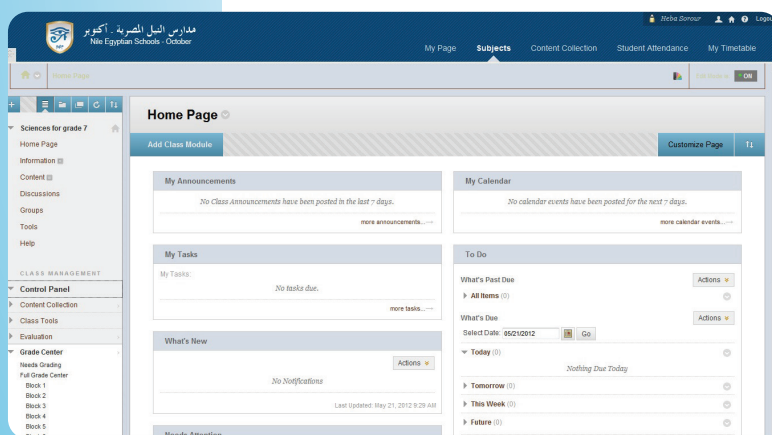 Heba Sorour
Logout
مدارس النيل المصرية . أكتوبر
Nile Egyptian Schools - October
My Page
Subjects
Content Collection
Student Attendance
My Timetable
Home Page
ON
Sciences for grade 7
Home Page
Information
Content
Discussions
Groups
Tools
Help
CLASS MANAGEMENT
Control Panel
Content Collection
Class Tools
Evaluation
Grade Center
Needs Grading
Full Grade Center
Block 1
Block 2
Block 3
Block 4
Block 5
Home Page
Add Class Module
Customize Page
My Announcements
No Class Announcements have been posted in the last 7 days.
more announcements...
My Tasks
My Tasks:
No tasks due.
more tasks...
What's New
Actions
No Notifications
Last Updated: May 21, 2012 9:29 AM
Needs Attention
My Calendar
No calendar events have been posted for the next 7 days.
more calendar events...
To Do
What's Past Due
Actions
All Items (0)
What's Due
Actions
Select Date: 05/21/2012 Go
Today (0)
Nothing Due Today
Tomorrow (0)
This Week (0)
Future (0)